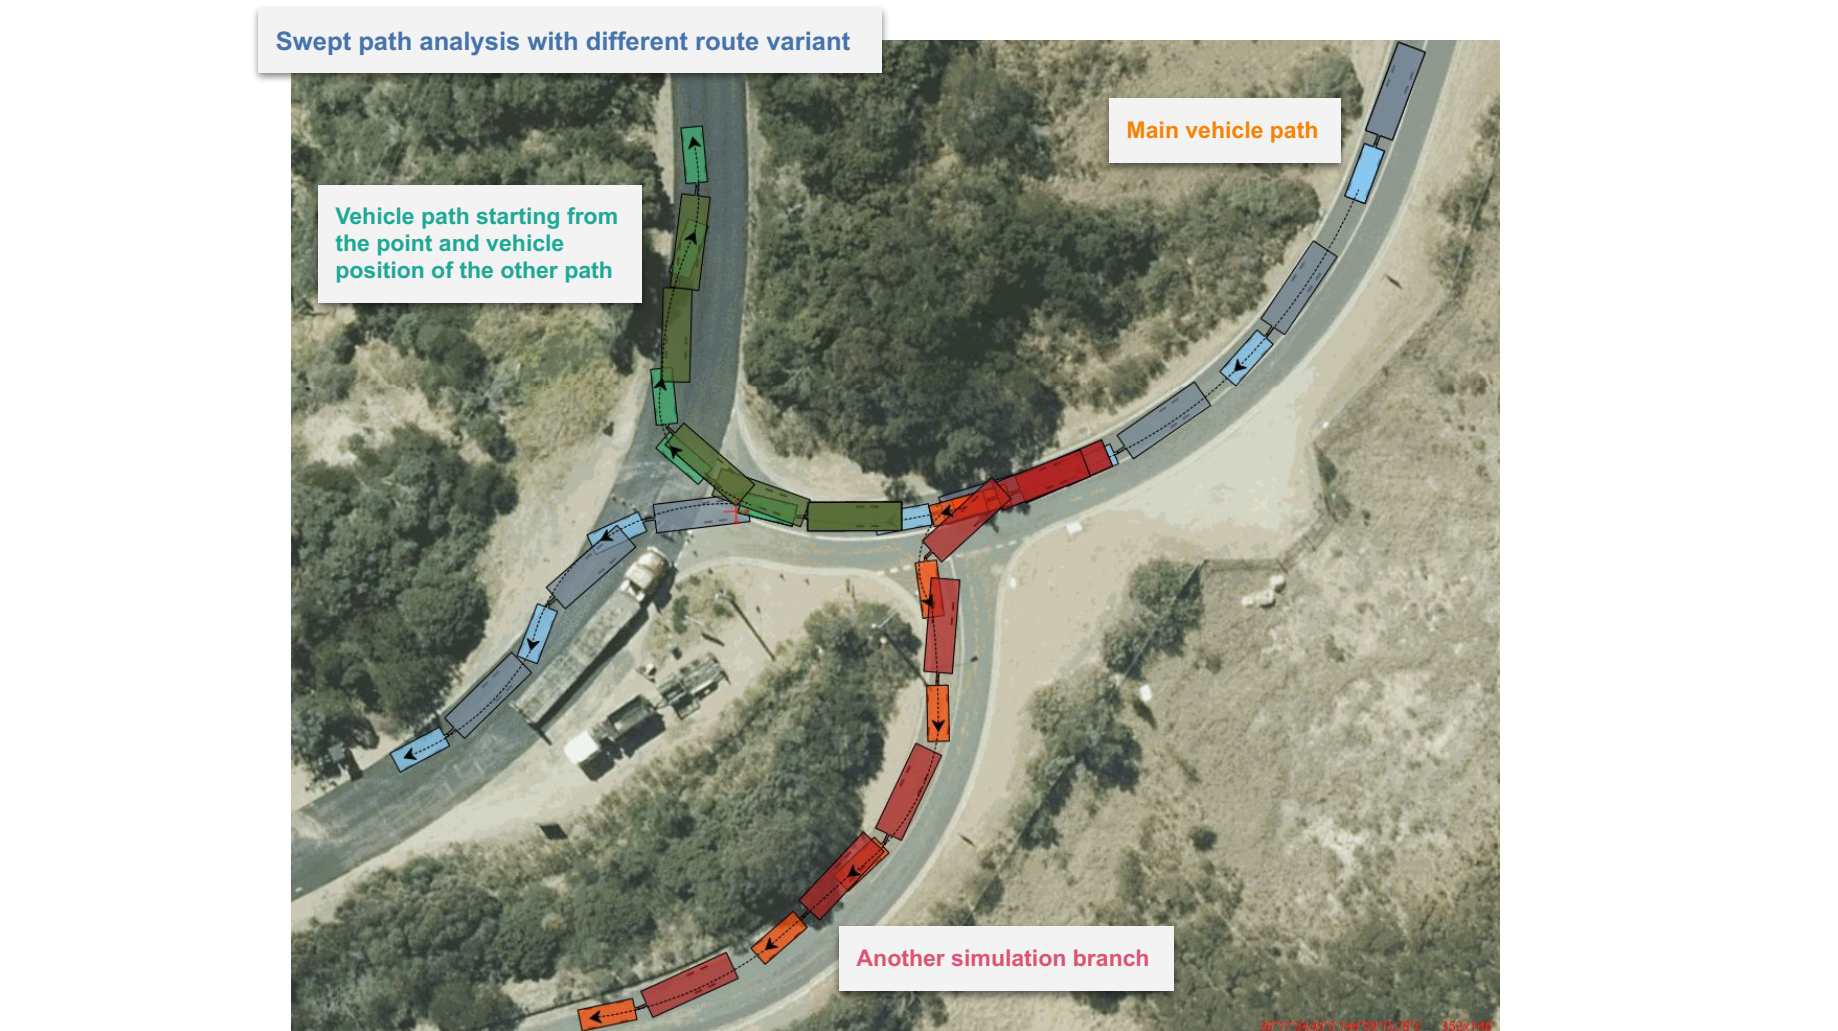 Swept path analysis with different route variant
Main vehicle path
Vehicle path starting from
the point and vehicle
position of the other path
Another simulation branch